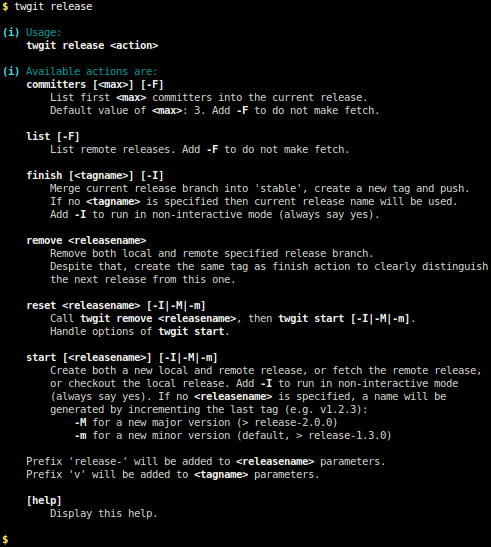 $ twgit release
(i) Usage:
twgit release <action>
(i) Available actions are:
committers [<max>] [-F]
List first <max> committers into the current release.
Default value of <max>: 3. Add -F to do not make fetch.
list [-F]
List remote releases. Add -F to do not make fetch.
finish [<tagname>] [-I]
Merge current release branch into 'stable', create a new tag and push.
If no <tagname> is specified then current release name will be used.
Add -I to run in non-interactive mode (always say yes).
remove <releasename>
Remove both local and remote specified release branch.
Despite that, create the same tag as finish action to clearly distinguish
the next release from this one.
reset <releasename> [-I|-M|-m]
Call twgit remove <releasename>, then twgit start [-I|-M|-m].
Handle options of twgit start.
start [<releasename>] [-I|-M|-m]
Create both a new local and remote release, or fetch the remote release,
or checkout the local release. Add -I to run in non-interactive mode
(always say yes). If no <releasename> is specified, a name will be
generated by incrementing the last tag (e.g. v1.2.3):
-M for a new major version (> release-2.0.0)
-m for a new minor version (default, > release-1.3.0)
Prefix 'release-' will be added to <releasename> parameters.
Prefix 'v' will be added to <tagname> parameters.
[help]
Display this help.
$